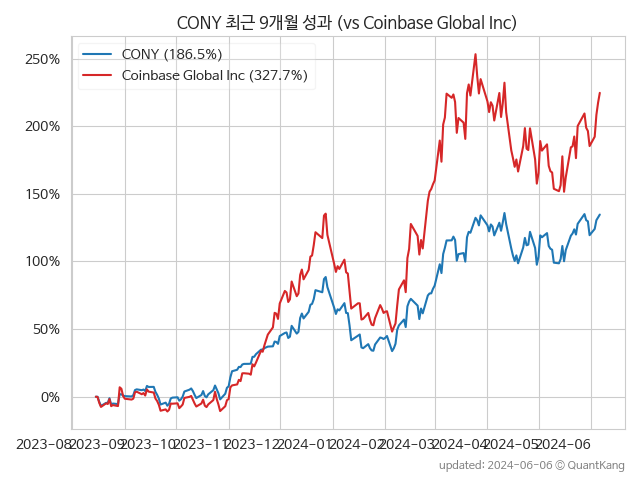 CONY 최근 9개월 성과 (vs Coinbase Global Inc)
CONY (186.5%)
Coinbase Global Inc (327.7%)
250%
200%
150%
100%
50%
0%
2023-08 2023-09 2023-10 2023-11 2023-12 2024-01 2024-02 2024-03 2024-04 2024-05 2024-06
updated: 2024-06-06 © QuantKang